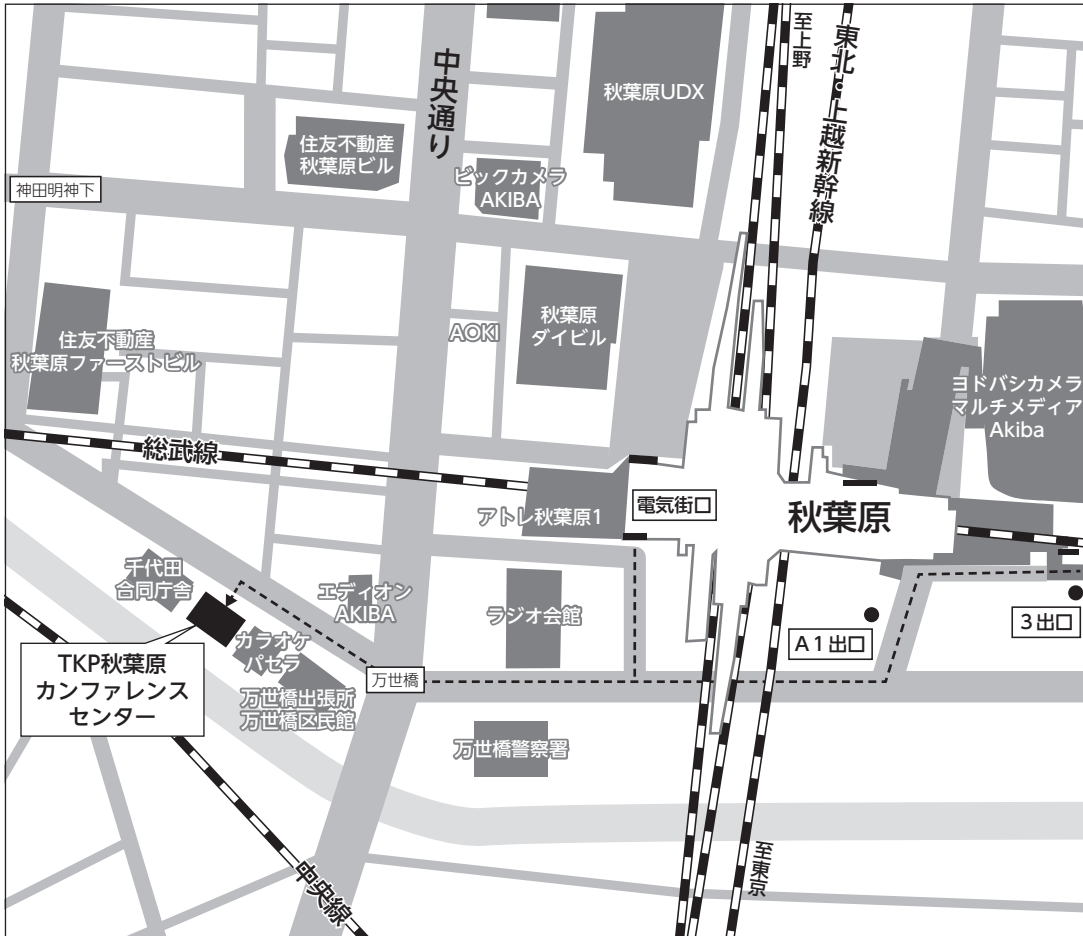 至上野
東北・上越新幹線
中央通り
秋葉原UDX
住友不動産
秋葉原ビル
ビックカメラ
AKIBA
神田明神下
住友不動産
秋葉原ファーストビル
AOKI
秋葉原
ダイビル
ヨドバシカメラ
マルチメディア
Akiba
総武線
アトレ秋葉原1
電気街口
秋葉原
千代田
合同庁舎
エディオン
AKIBA
ラジオ会館
A1出口
3出口
カラオケ
パセラ
TKP秋葉原
カンファレンス
センター
万世橋
万世橋出張所
万世橋区民館
万世橋警察署
至東京
中央線